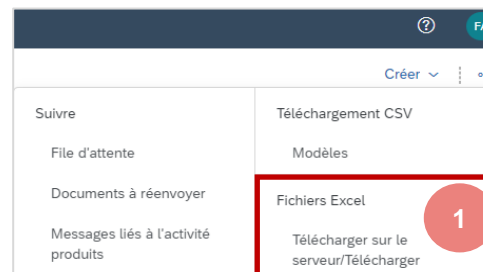 FA
Créer
Suivre
File d'attente
Documents à réenvoyer
Messages liés à l'activité
produits
Téléchargement CSV
Modèles
Fichiers Excel
1
Télécharger sur le
serveur/Télécharger